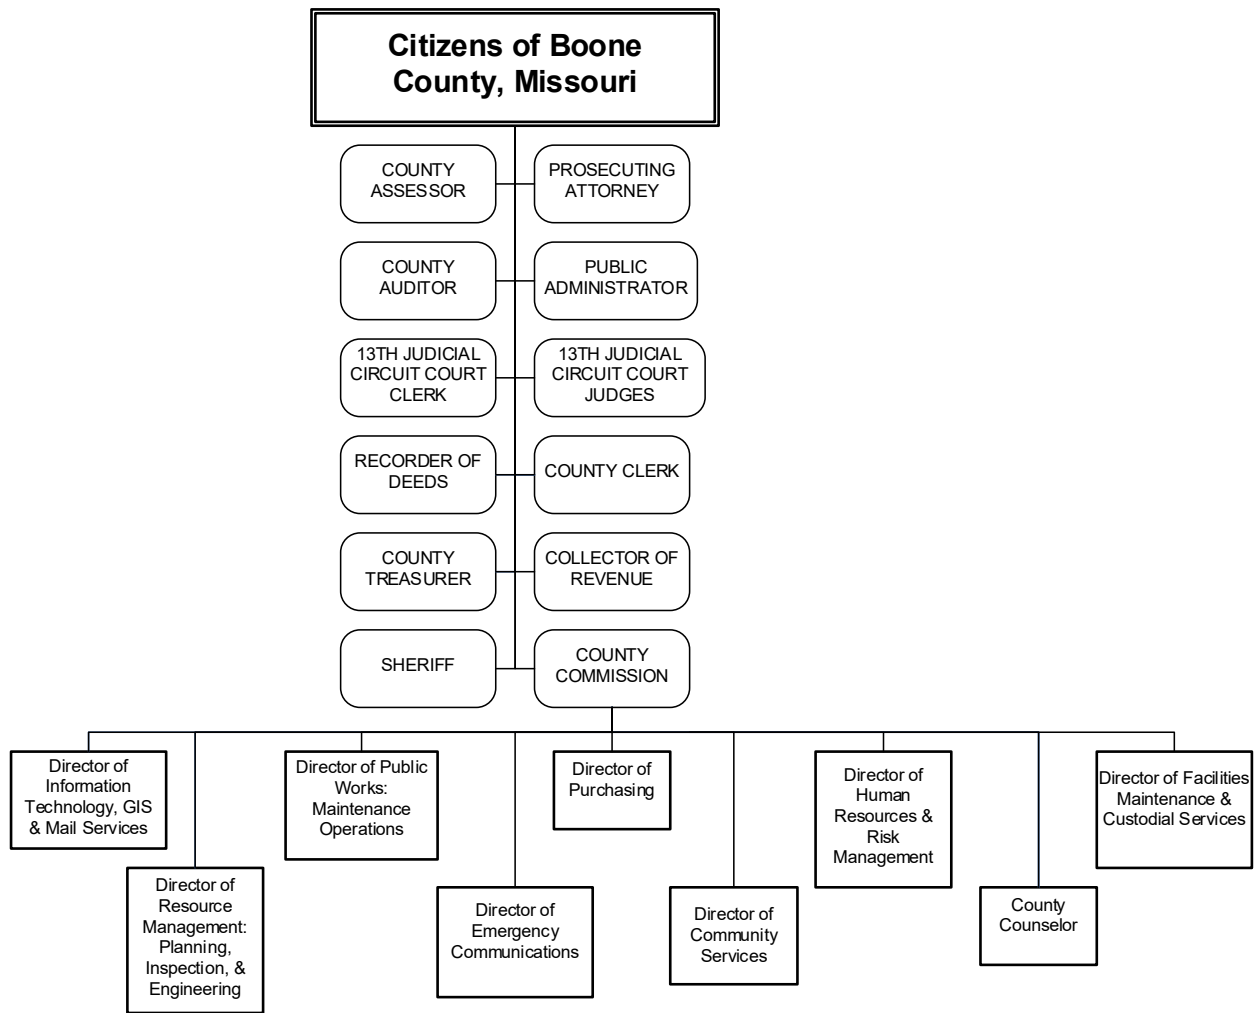 Citizens of Boone
County, Missouri
COUNTY
ASSESSOR
PROSECUTING
ATTORNEY
COUNTY
AUDITOR
PUBLIC
ADMINISTRATOR
13TH JUDICIAL
CIRCUIT COURT
CLERK
13TH JUDICIAL
CIRCUIT COURT
JUDGES
RECORDER OF
DEEDS
COUNTY CLERK
COUNTY
TREASURER
COLLECTOR OF
REVENUE
SHERIFF
COUNTY
COMMISSION
Director of
Information
Technology, GIS
& Mail Services
Director of Public
Works:
Maintenance
Operations
Director of
Purchasing
Director of
Human
Resources &
Risk
Management
Director of Facilities
Maintenance &
Custodial Services
Director of
Resource
Management:
Planning,
Inspection, &
Engineering
Director of
Emergency
Communications
Director of
Community
Services
County
Counselor